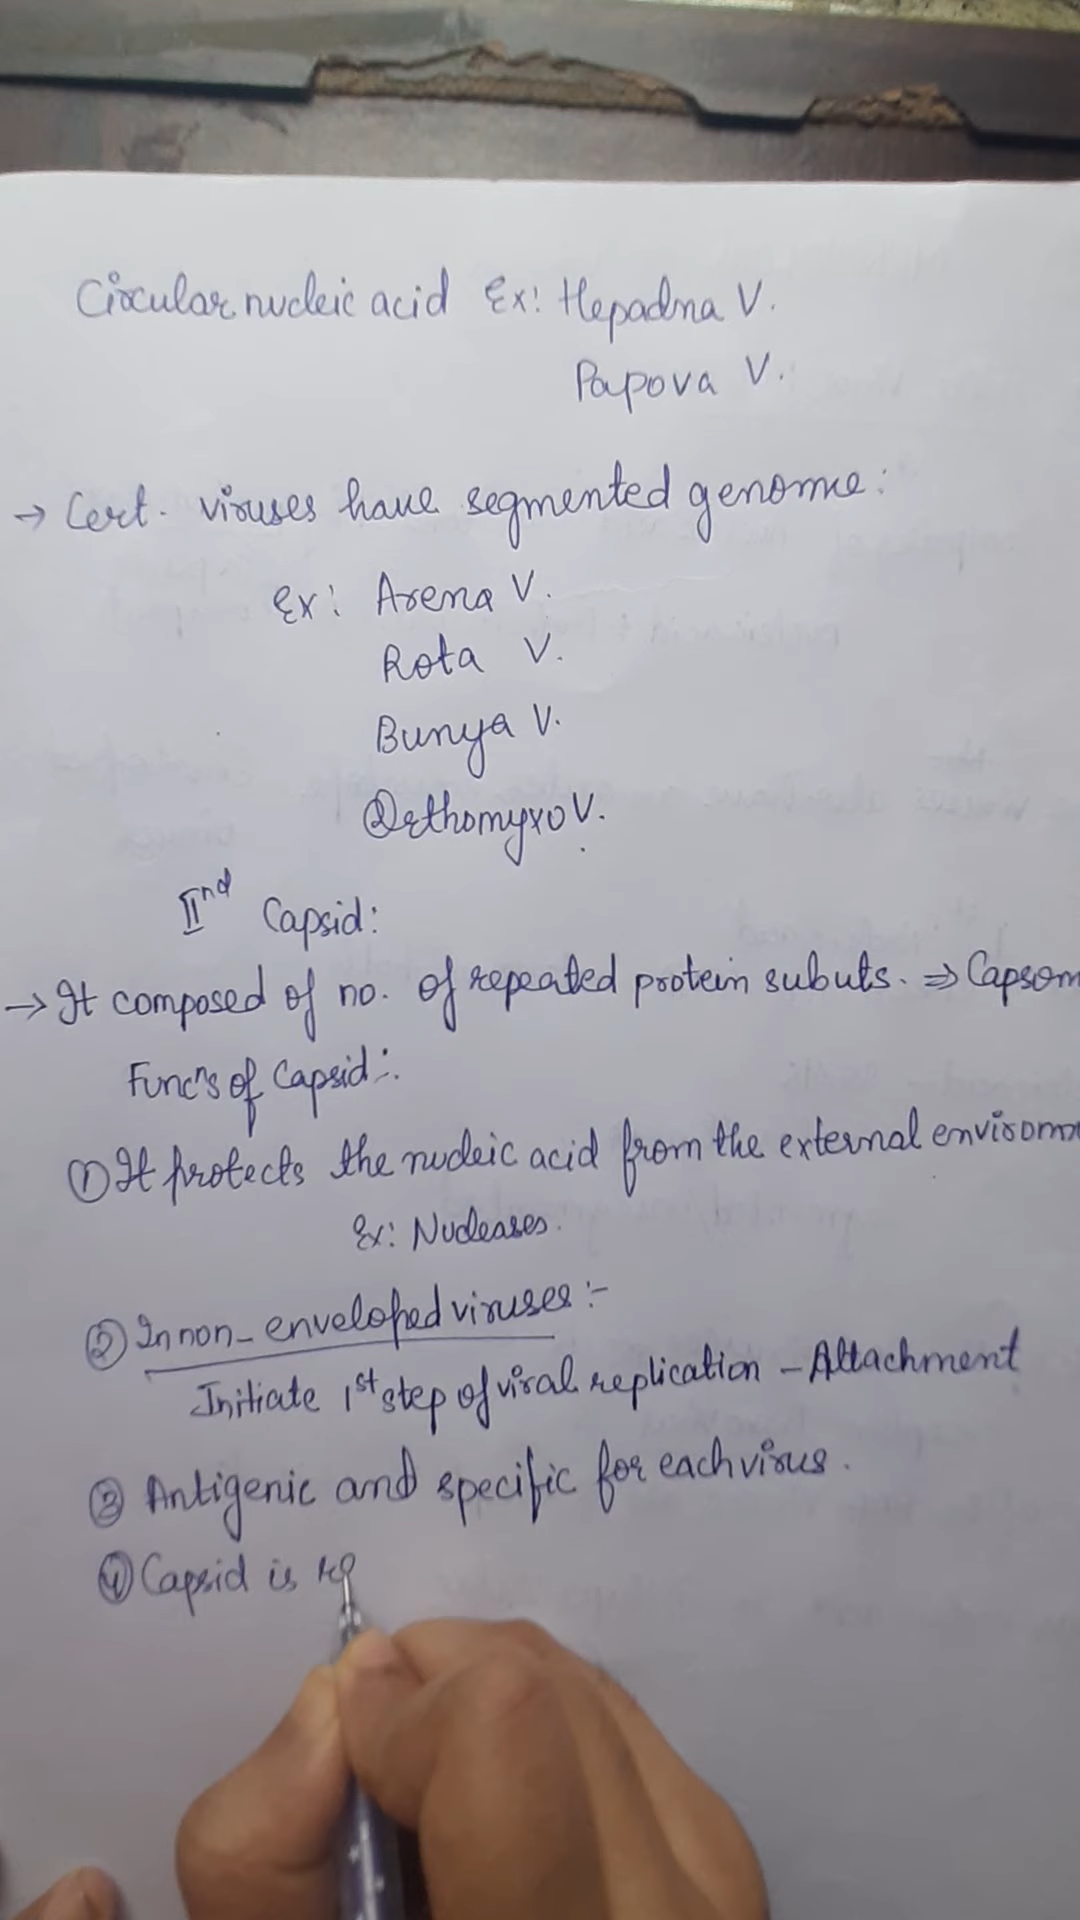 Circular nucleic acid Ex: Hepadna V.
Papova V.
→ Cert. viruses have segmented genome:
Ex: Arena V.
Rota V.
Bunya V.
Orthomyxo V.
IInd Capsid:
→ It composed of no. of repeated protein subuts. ⇒ Capsom
Func'ns of Capsid:
① It protects the nucleic acid from the external environm
Ex: Nucleases.
② In non-enveloped viruses:-
Initiate 1st step of viral replication - Attachment
③ Antigenic and specific for each virus.
④ Capsid is